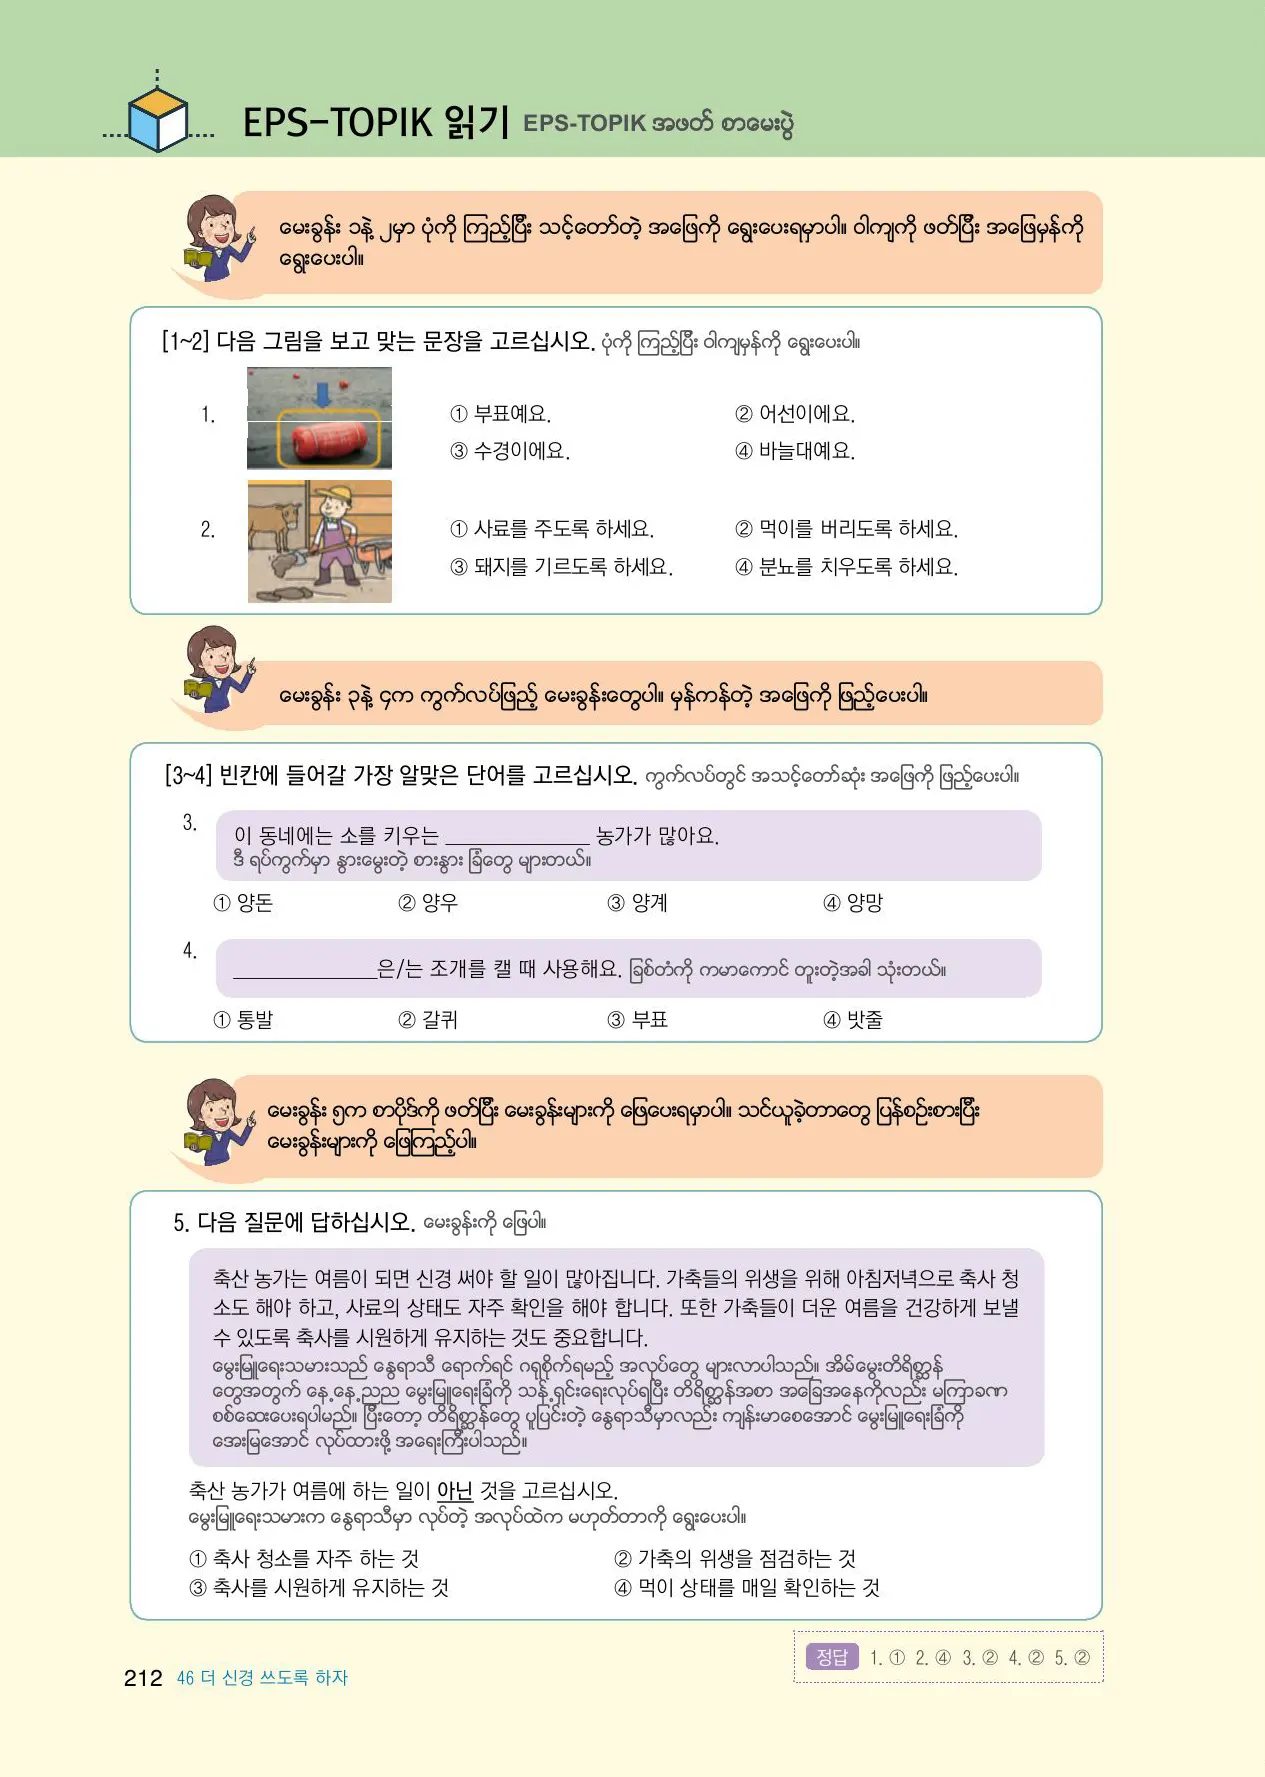 EPS-TOPIK 읽기 EPS-TOPIK အဖတ် စာမေးပွဲ
မေးခွန်း ၁နဲ့ ၂မှာ ပုံကို ကြည့်ပြီး သင့်တော်တဲ့ အဖြေကို ရွေးပေးရမှာပါ။ ဝါကျကို ဖတ်ပြီး အဖြေမှန်ကို
ရွေးပေးပါ။
[1~2] 다음 그림을 보고 맞는 문장을 고르십시오. ပုံကို ကြည့်ပြီး ဝါကျမှန်ကို ရွေးပေးပါ။
1. ① 부표예요. ② 어선이에요.
③ 수경이에요. ④ 바늘대예요.
2. ① 사료를 주도록 하세요. ② 먹이를 버리도록 하세요.
③ 돼지를 기르도록 하세요. ④ 분뇨를 치우도록 하세요.
မေးခွန်း ၃နဲ့ ၄က ကွက်လပ်ဖြည့် မေးခွန်းတွေပါ။ မှန်ကန်တဲ့ အဖြေကို ဖြည့်ပေးပါ။
[3~4] 빈칸에 들어갈 가장 알맞은 단어를 고르십시오. ကွက်လပ်တွင် အသင့်တော်ဆုံး အဖြေကို ဖြည့်ပေးပါ။
3. 이 동네에는 소를 키우는 ______________ 농가가 많아요.
ဒီ ရပ်ကွက်မှာ နွားမွေးတဲ့ စားနွား ခြံတွေ များတယ်။
① 양돈 ② 양우 ③ 양계 ④ 양망
4. ______________은/는 조개를 캘 때 사용해요. ခြစ်တံကို ကမာကောင် တူးတဲ့အခါ သုံးတယ်။
① 통발 ② 갈퀴 ③ 부표 ④ 밧줄
မေးခွန်း ၅က စာပိုဒ်ကို ဖတ်ပြီး မေးခွန်းများကို ဖြေပေးရမှာပါ။ သင်ယူခဲ့တာတွေ ပြန်စဉ်းစားပြီး
မေးခွန်းများကို ဖြေကြည့်ပါ။
5. 다음 질문에 답하십시오. မေးခွန်းကို ဖြေပါ။
축산 농가는 여름이 되면 신경 써야 할 일이 많아집니다. 가축들의 위생을 위해 아침저녁으로 축사 청
소도 해야 하고, 사료의 상태도 자주 확인을 해야 합니다. 또한 가축들이 더운 여름을 건강하게 보낼
수 있도록 축사를 시원하게 유지하는 것도 중요합니다.
မွေးမြူရေးသမားသည် နွေရာသီ ရောက်ရင် ဂရုစိုက်ရမည့် အလုပ်တွေ များလာပါသည်။ အိမ်မွေးတိရိစ္ဆာန်
တွေအတွက် နေ့နေ့ညည မွေးမြူရေးခြံကို သန့်ရှင်းရေးလုပ်ရပြီး တိရိစ္ဆာန်အစာ အခြေအနေကိုလည်း မကြာခဏ
စစ်ဆေးပေးရပါမည်။ ပြီးတော့ တိရိစ္ဆာန်တွေ ပူပြင်းတဲ့ နွေရာသီမှာလည်း ကျန်းမာစေအောင် မွေးမြူရေးခြံကို
အေးမြအောင် လုပ်ထားဖို့ အရေးကြီးပါသည်။
축산 농가가 여름에 하는 일이 아닌 것을 고르십시오.
မွေးမြူရေးသမားက နွေရာသီမှာ လုပ်တဲ့ အလုပ်ထဲက မဟုတ်တာကို ရွေးပေးပါ။
① 축사 청소를 자주 하는 것 ② 가축의 위생을 점검하는 것
③ 축사를 시원하게 유지하는 것 ④ 먹이 상태를 매일 확인하는 것
정답 1. ① 2. ④ 3. ② 4. ② 5. ②
212 46 더 신경 쓰도록 하자